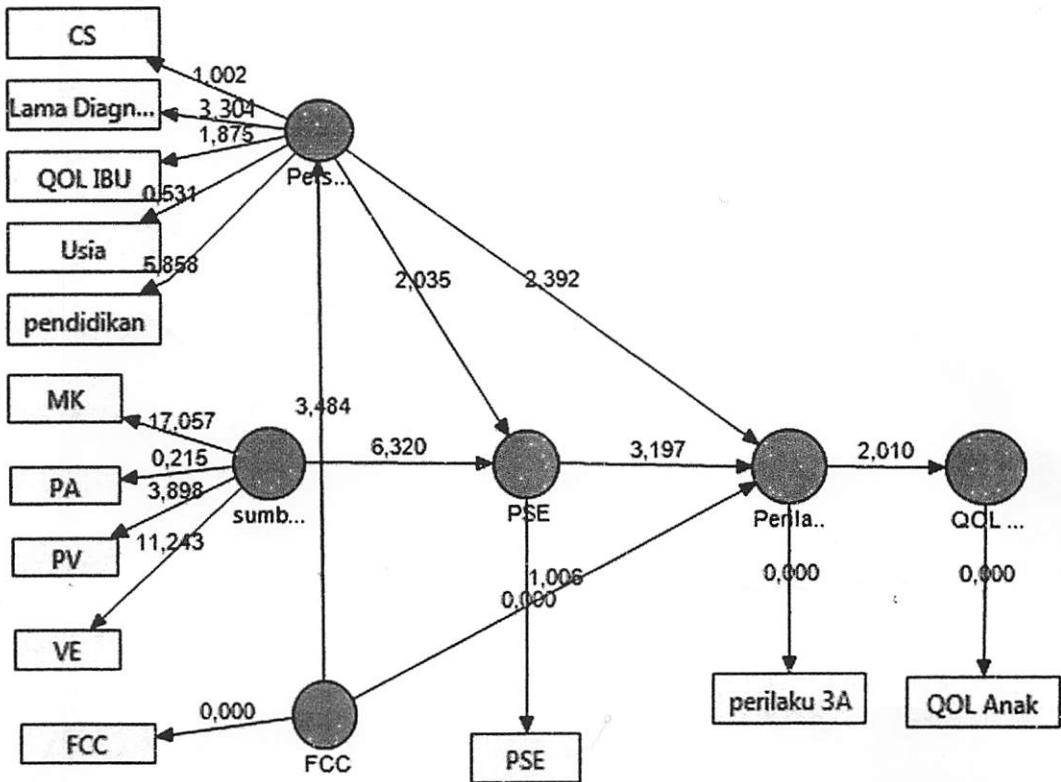 CS
1,002
Lama Diagn...
3,304
1,875
QOL IBU
Pers...
0,531
Usia
5,858
2,035
2,392
pendidikan
MK
17,057
3,484
6,320
3,197
2,010
PA
0,215
3,898
sumb...
PSE
Perila..
QOL ...
PV
11,243
1,006
0,000
0,000
0,000
VE
perilaku 3A
QOL Anak
0,000
FCC
FCC
PSE